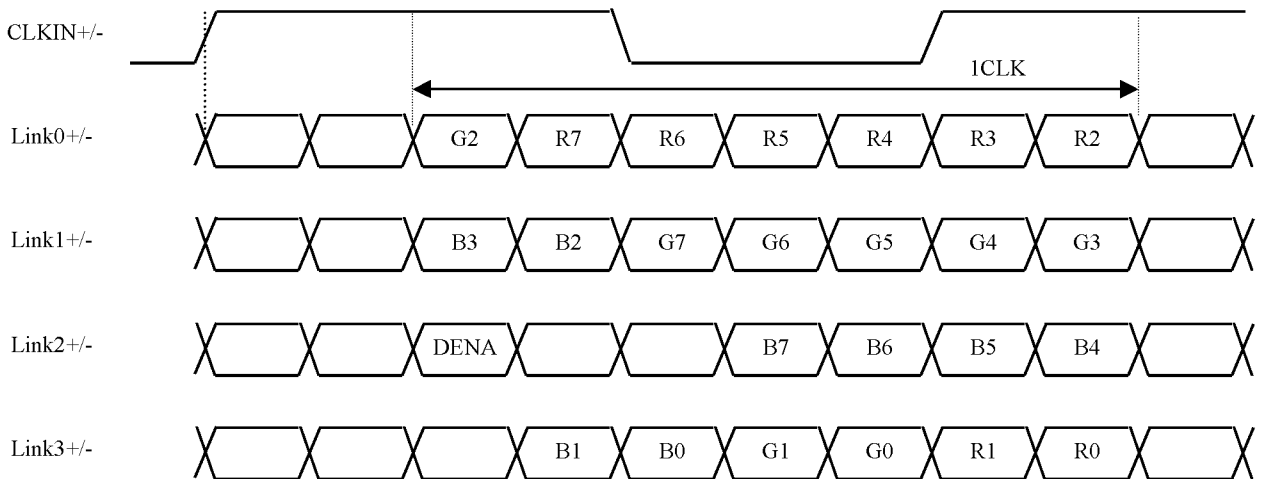 CLKIN+/-
1CLK
Link0+/- G2 R7 R6 R5 R4 R3 R2
Link1+/- B3 B2 G7 G6 G5 G4 G3
Link2+/- DENA B7 B6 B5 B4
Link3+/- B1 B0 G1 G0 R1 R0